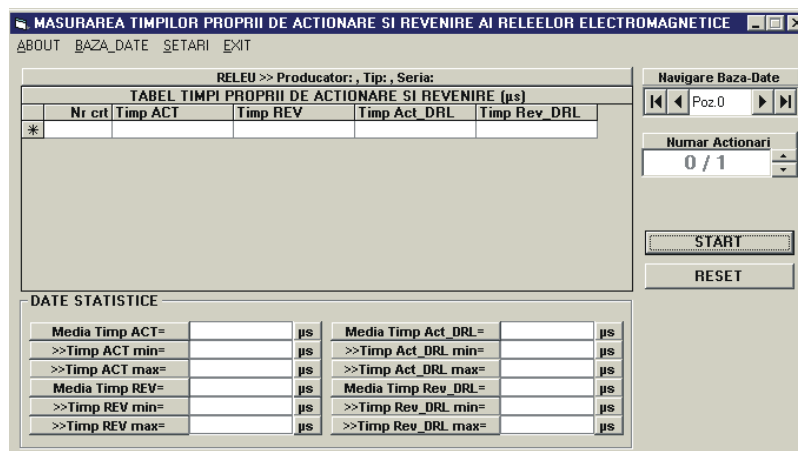 MASURAREA TIMPILOR PROPRII DE ACTIONARE SI REVENIRE AI RELEELOR ELECTROMAGNETICE
ABOUT BAZA_DATE SETARI EXIT
RELEU >> Producator: , Tip: , Seria:
TABEL TIMPI PROPRII DE ACTIONARE SI REVENIRE (µs)
Nr crt Timp ACT Timp REV Timp Act_DRL Timp Rev_DRL
Navigare Baza-Date
Poz.0
Numar Actionari
0 / 1
START
RESET
DATE STATISTICE
Media Timp ACT= µs Media Timp Act_DRL= µs
>>Timp ACT min= µs >>Timp Act_DRL min= µs
>>Timp ACT max= µs >>Timp Act_DRL max= µs
Media Timp REV= µs Media Timp Rev_DRL= µs
>>Timp REV min= µs >>Timp Rev_DRL min= µs
>>Timp REV max= µs >>Timp Rev_DRL max= µs